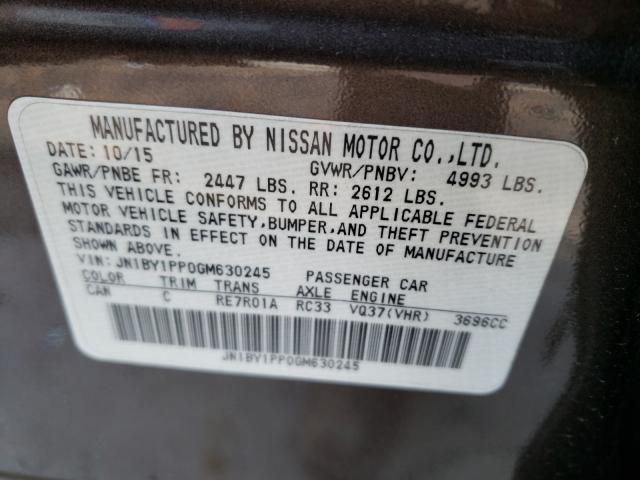 MANUFACTURED BY NISSAN MOTOR CO.,LTD.
DATE: 10/15 GVWR/PNBV: 4993 LBS.
GAWR/PNBE FR: 2447 LBS. RR: 2612 LBS.
THIS VEHICLE CONFORMS TO ALL APPLICABLE FEDERAL
MOTOR VEHICLE SAFETY,BUMPER,AND THEFT PREVENTION
STANDARDS IN EFFECT ON THE DATE OF MANUFACTURE
SHOWN ABOVE.
VIN: JN1BY1PP0GM630245 PASSENGER CAR
COLOR TRIM TRANS AXLE ENGINE
CAN C RE7R01A RC33 VQ37(VHR) 3696CC
JN1BY1PP0GM630245